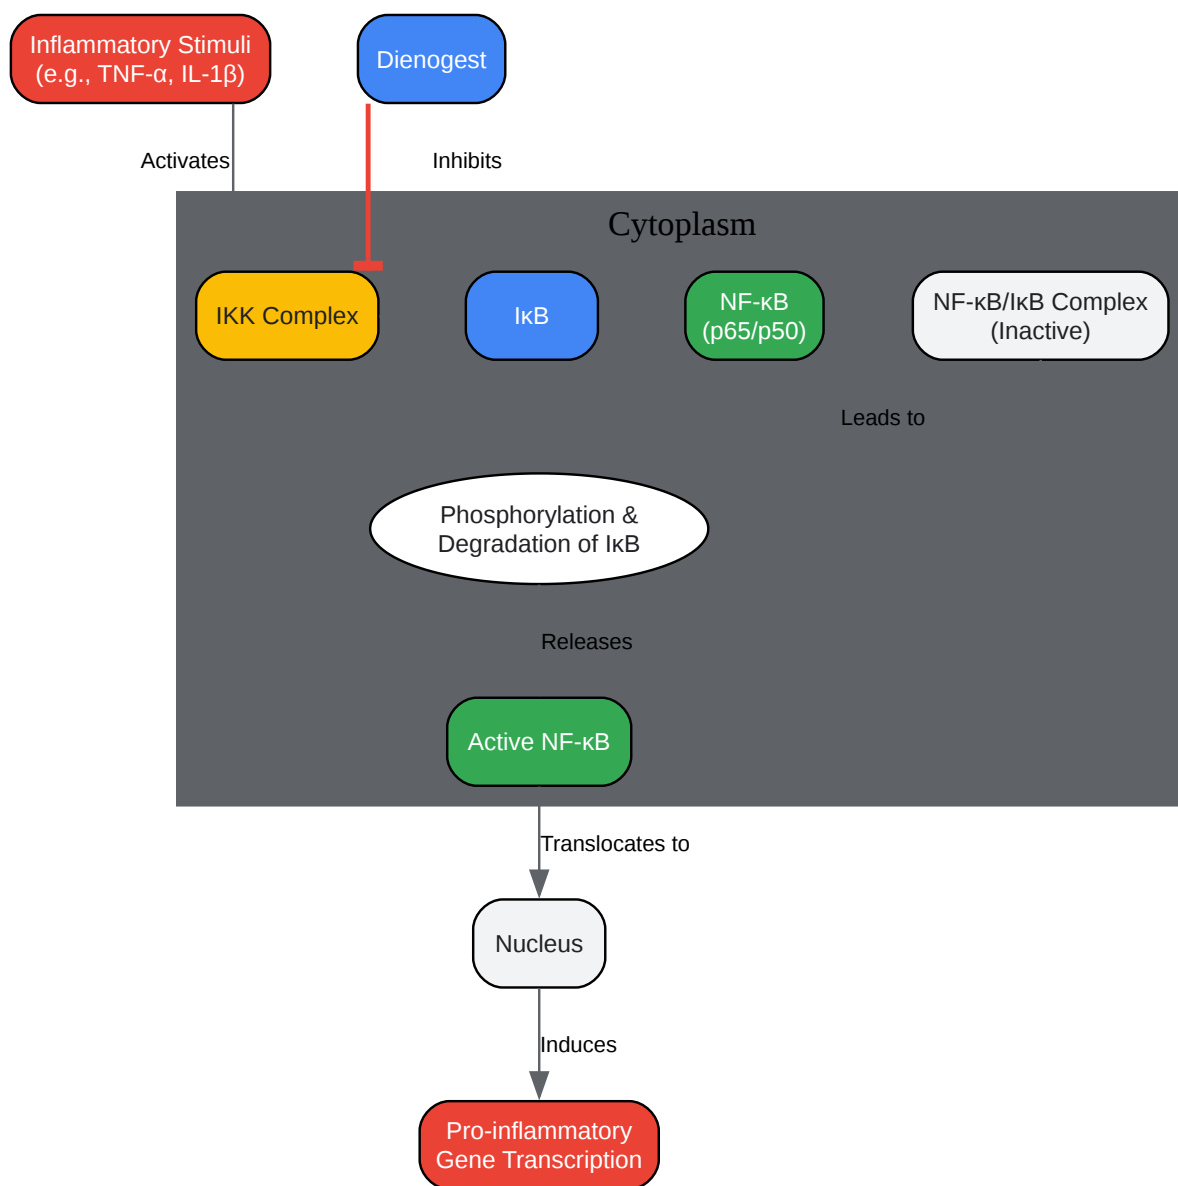 Inflammatory Stimuli
(e.g., TNF-α, IL-1β)
Dienogest
Activates
Inhibits
Cytoplasm
IKK Complex
IκB
NF-κB
(p65/p50)
NF-κB/IκB Complex
(Inactive)
Leads to
Phosphorylation &
Degradation of IκB
Releases
Active NF-κB
Translocates to
Nucleus
Induces
Pro-inflammatory
Gene Transcription